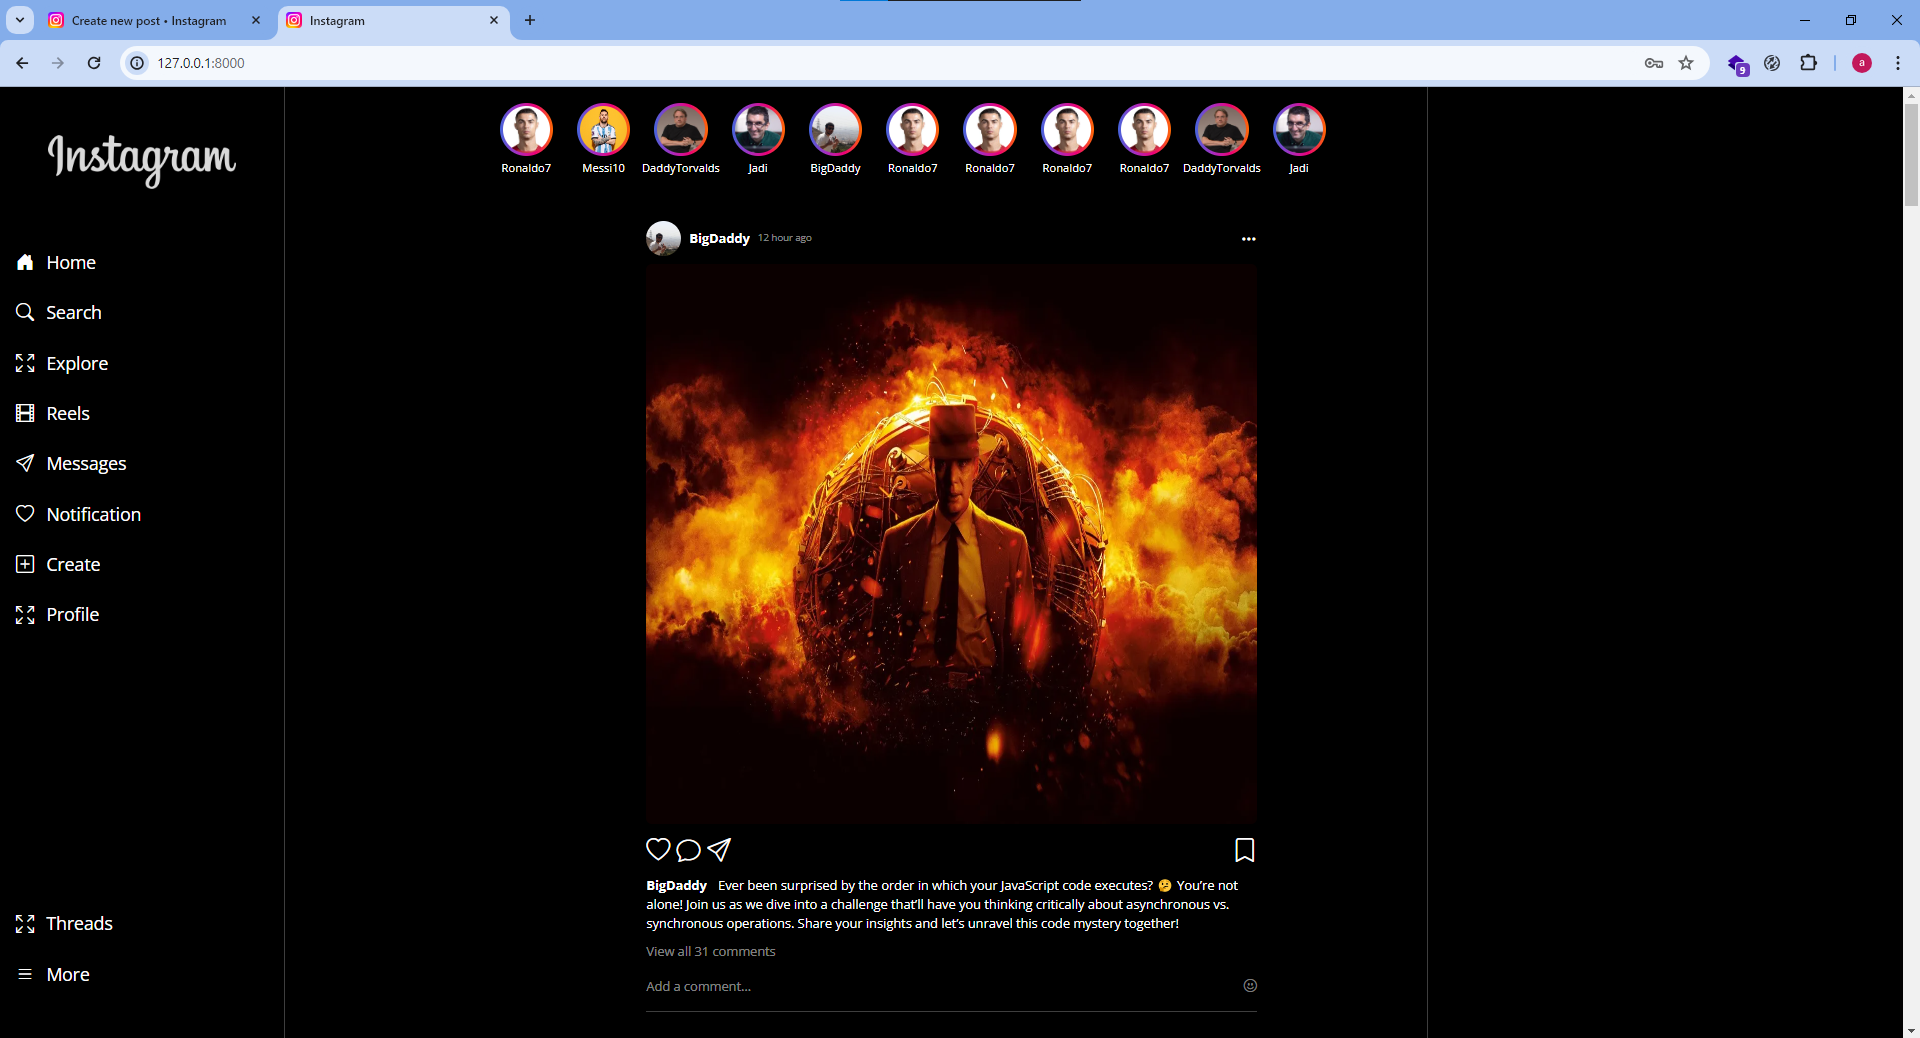 Create new post • Instagram
Instagram
127.0.0.1:8000
9
a
Instagram
Home
Search
Explore
Reels
Messages
Notification
Create
Profile
Threads
More
Ronaldo7 Messi10 DaddyTorvalds Jadi BigDaddy Ronaldo7 Ronaldo7 Ronaldo7 Ronaldo7 DaddyTorvalds Jadi
BigDaddy 12 hour ago
BigDaddy Ever been surprised by the order in which your JavaScript code executes? 🤔 You’re not
alone! Join us as we dive into a challenge that’ll have you thinking critically about asynchronous vs.
synchronous operations. Share your insights and let’s unravel this code mystery together!
View all 31 comments
Add a comment...